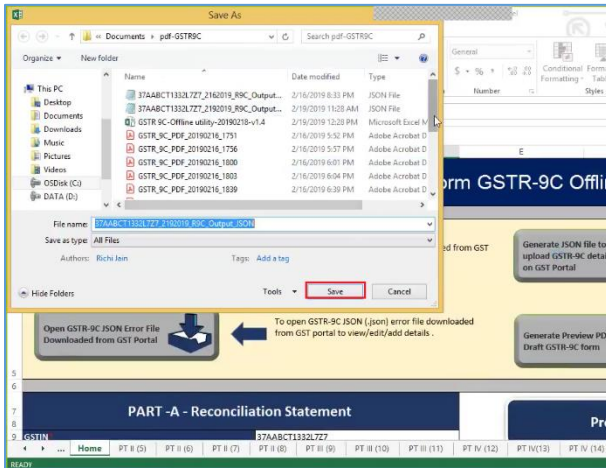 Save As
« Documents ▸ pdf-GSTR9C
Search pdf-GSTR9C
Organize ▾ New folder
General
$ - % ,
Conditional
Formatting
Number
Styles
Name Date modified Type
This PC
Desktop
Documents
Downloads
Music
Pictures
Videos
OSDisk (C:)
DATA (D:)
37AABCT1332L7Z7_2162019_R9C_Output... 2/16/2019 8:33 PM JSON File
37AABCT1332L7Z7_2192019_R9C_Output... 2/19/2019 11:28 AM JSON File
GSTR 9C-Offline utility-20190218-v1.4 2/19/2019 12:28 PM Microsoft Excel M
GSTR_9C_PDF_20190216_1751 2/16/2019 5:52 PM Adobe Acrobat D
GSTR_9C_PDF_20190216_1756 2/16/2019 5:57 PM Adobe Acrobat D
GSTR_9C_PDF_20190216_1800 2/16/2019 6:01 PM Adobe Acrobat D
GSTR_9C_PDF_20190216_1803 2/16/2019 6:04 PM Adobe Acrobat D
GSTR_9C_PDF_20190216_1839 2/16/2019 6:39 PM Adobe Acrobat D
E
rm GSTR-9C Offli
File name: 37AABCT1332L7Z7_2192019_R9C_Output_JSON
Save as type: All Files
Authors: Richi Jain Tags: Add a tag
Hide Folders Tools ▾ Save Cancel
ed from GST
Generate JSON file to
upload GSTR-9C detai
on GST Portal
Open GSTR-9C JSON Error File
Downloaded from GST Portal
To open GSTR-9C JSON (.json) error file downloaded
from GST portal to view/edit/add details .
Generate Preview PD
Draft GSTR-9C form
5
6
7
8
9
PART -A - Reconciliation Statement
Pr
GSTIN 37AABCT1332L7Z7
... Home PT II (5) PT II (6) PT II (7) PT II (8) PT III (9) PT III (10) PT III (11) PT IV (12) PT IV(13) PT IV (14)
READY